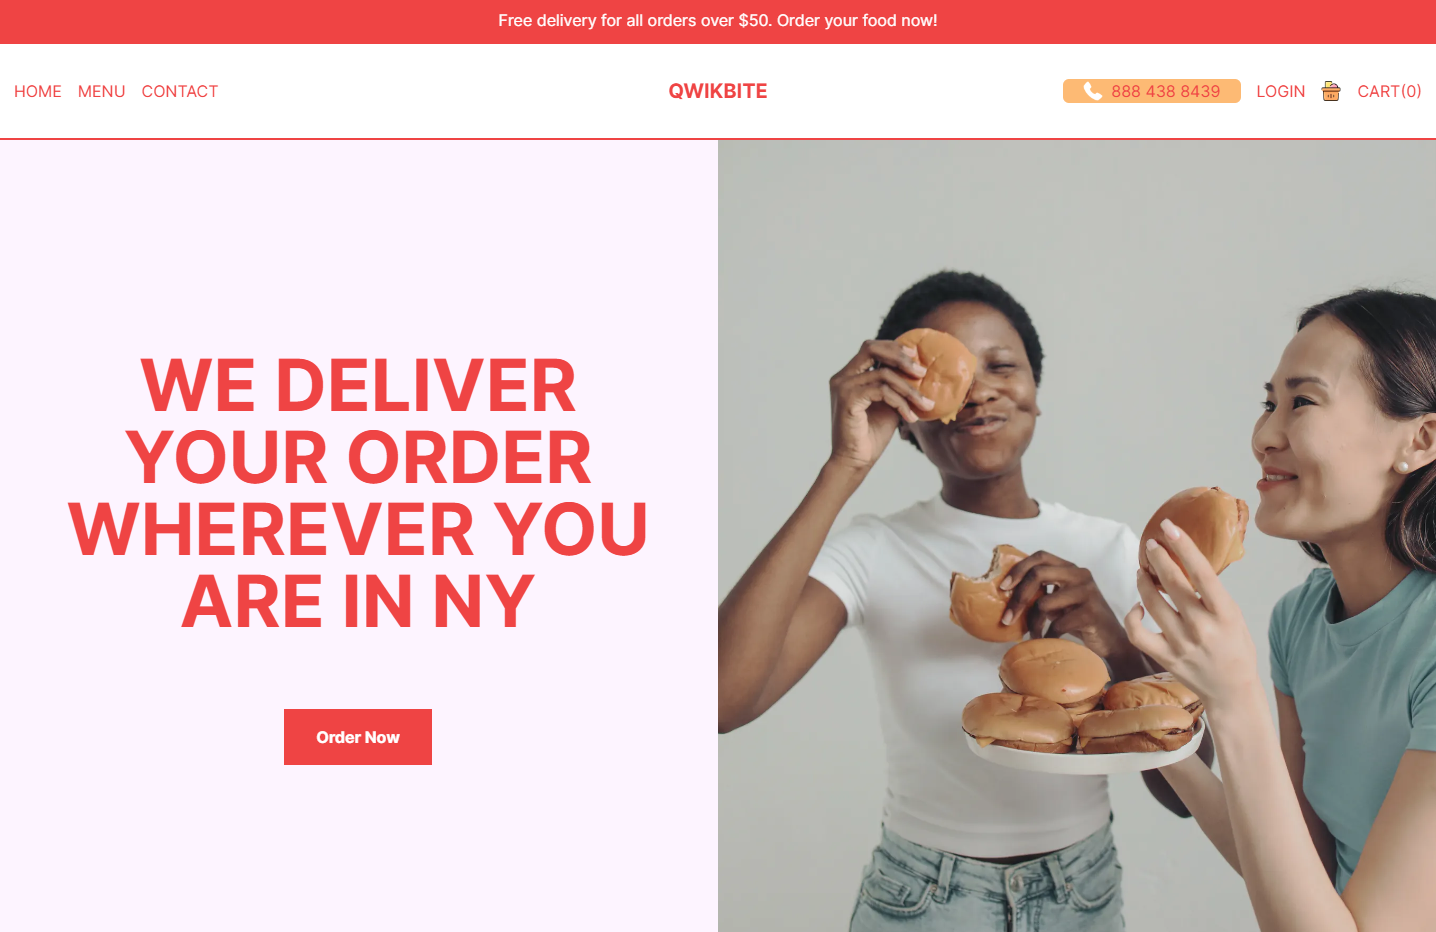 Free delivery for all orders over $50. Order your food now!
HOME MENU CONTACT QWIKBITE 888 438 8439 LOGIN CART(0)
WE DELIVER
YOUR ORDER
WHEREVER YOU
ARE IN NY
Order Now